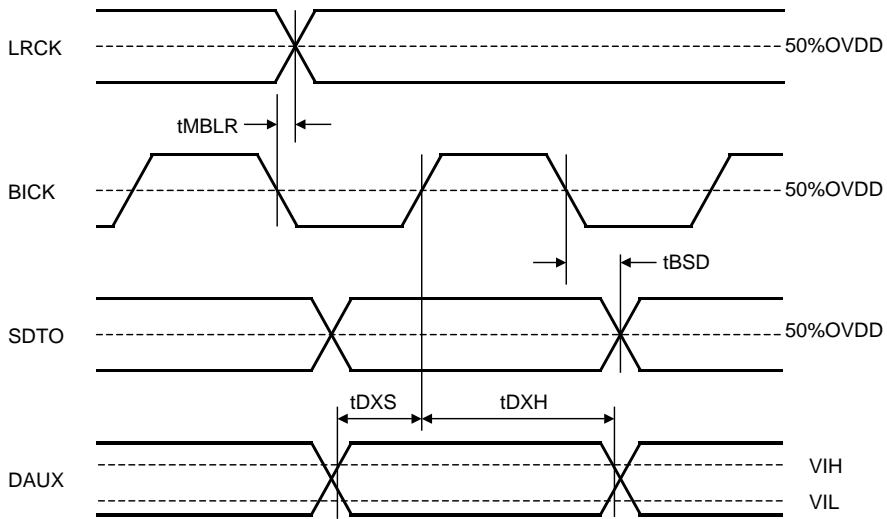 LRCK
50%OVDD
tMBLR
BICK
50%OVDD
tBSD
SDTO
50%OVDD
tDXS
tDXH
DAUX
VIH
VIL